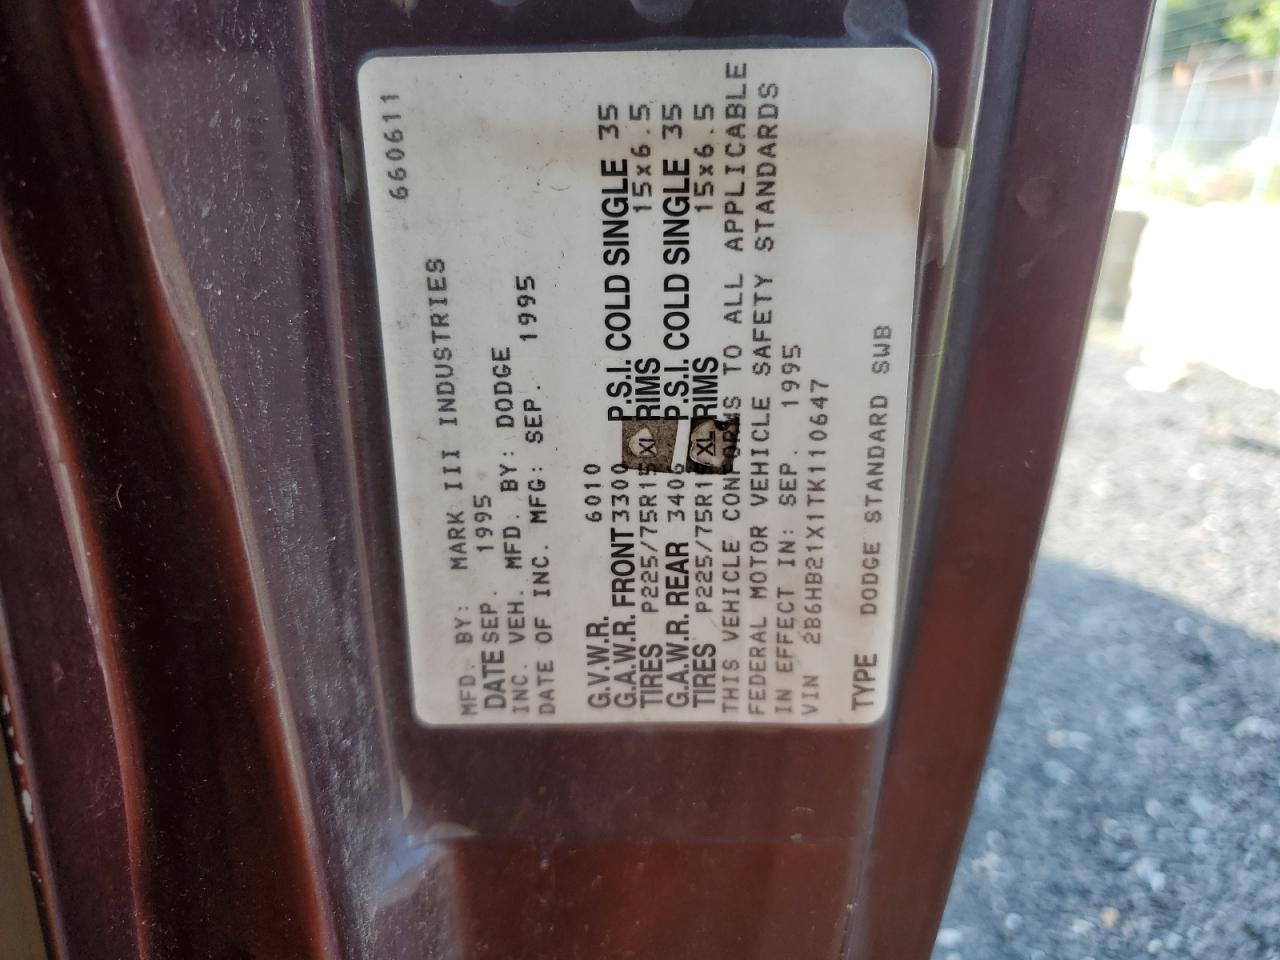 660611
MFD. BY: MARK III INDUSTRIES
DATE SEP. 1995
INC. VEH. MFD. BY: DODGE
DATE OF INC. MFG: SEP. 1995
G.V.W.R. 6010
G.A.W.R. FRONT 3300 P.S.I. COLD SINGLE 35
TIRES P225/75R15 XL RIMS 15x6.5
G.A.W.R. REAR 3406 P.S.I. COLD SINGLE 35
TIRES P225/75R15 XL RIMS 15x6.5
THIS VEHICLE CONFORMS TO ALL APPLICABLE
FEDERAL MOTOR VEHICLE SAFETY STANDARDS
IN EFFECT IN: SEP. 1995
VIN 2B6HB21X1TK110647
TYPE DODGE STANDARD SWB